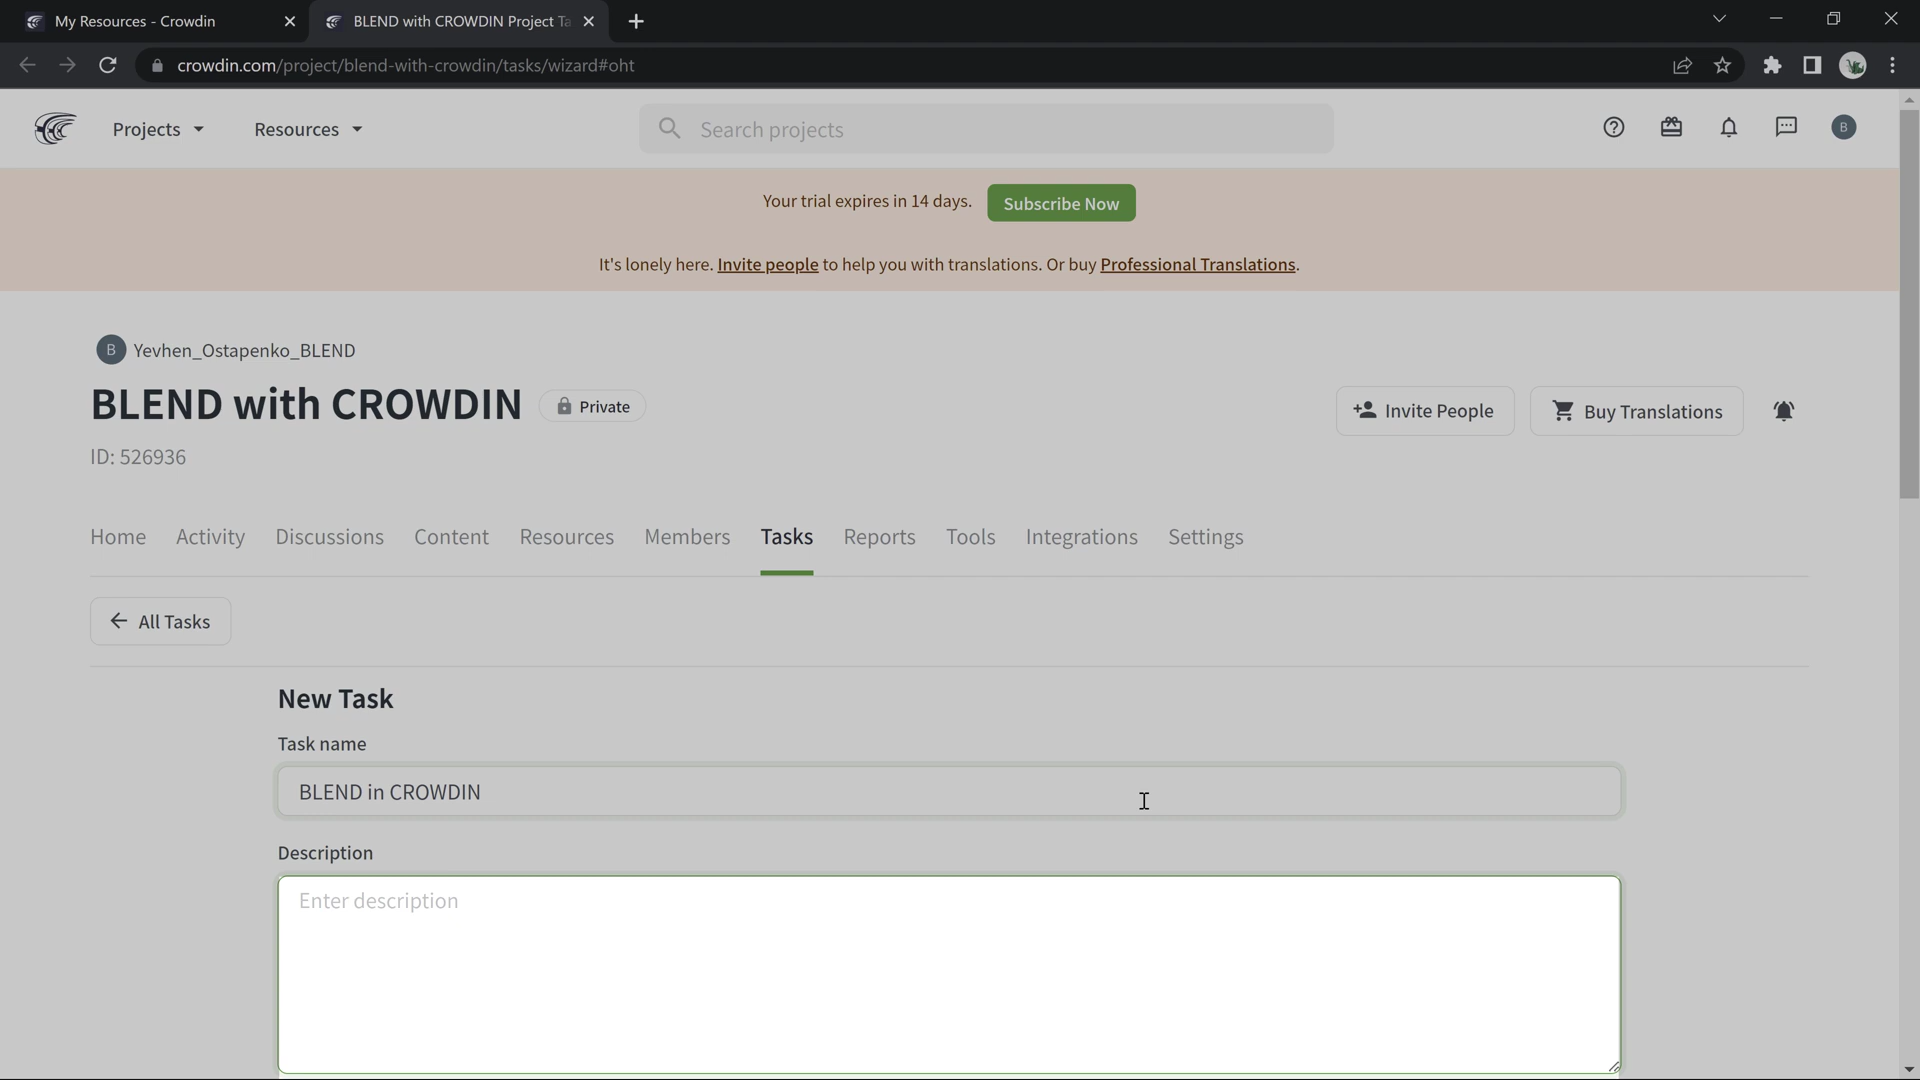 My Resources - Crowdin
BLEND with CROWDIN Project Ta
crowdin.com/project/blend-with-crowdin/tasks/wizard#oht
Projects
Resources
Search projects
B
Your trial expires in 14 days.
Subscribe Now
It's lonely here. Invite people to help you with translations. Or buy Professional Translations.
B
Yevhen_Ostapenko_BLEND
BLEND with CROWDIN
Private
Invite People
Buy Translations
ID: 526936
Home
Activity
Discussions
Content
Resources
Members
Tasks
Reports
Tools
Integrations
Settings
All Tasks
New Task
Task name
BLEND in CROWDIN
Description
Enter description